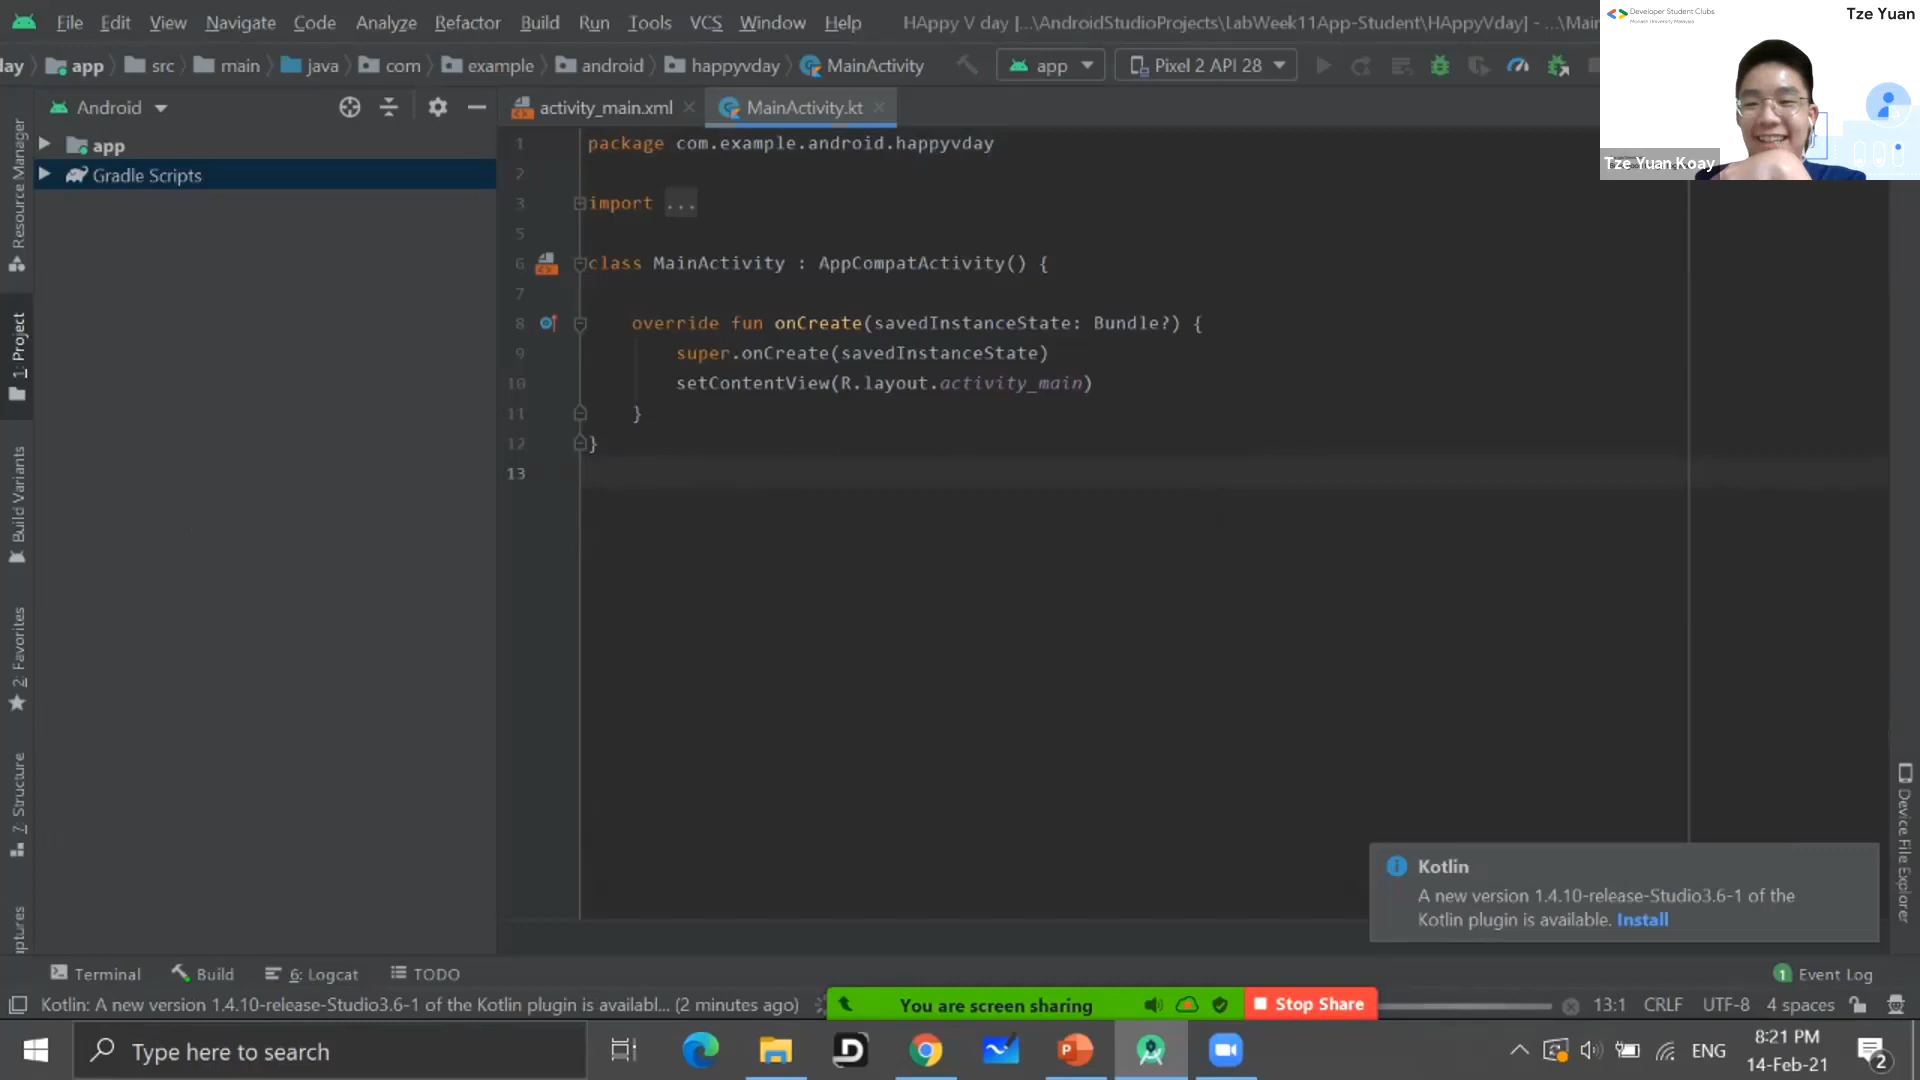 File Edit View Navigate Code Analyze Refactor Build Run Tools VCS Window Help HAppy V day [...\AndroidStudioProjects\LabWeek11App-Student\HAppyVday] - ...\Mai
ay app src main java com example android happyvday MainActivity app Pixel 2 API 28
Developer Student Clubs
Tze Yuan
Tze Yuan Koay
Android
activity_main.xml MainActivity.kt
app
Gradle Scripts
Resource Manager
1: Project
Build Variants
2: Favorites
7: Structure
ptures
1 package com.example.android.happyvday
2
3 import ...
5
6 class MainActivity : AppCompatActivity() {
7
8 override fun onCreate(savedInstanceState: Bundle?) {
9 super.onCreate(savedInstanceState)
10 setContentView(R.layout.activity_main)
11 }
12 }
13
Device File Explorer
Kotlin
A new version 1.4.10-release-Studio3.6-1 of the
Kotlin plugin is available. Install
Terminal Build 6: Logcat TODO 1 Event Log
Kotlin: A new version 1.4.10-release-Studio3.6-1 of the Kotlin plugin is availabl... (2 minutes ago) You are screen sharing Stop Share 13:1 CRLF UTF-8 4 spaces
Type here to search
ENG
8:21 PM
14-Feb-21
2